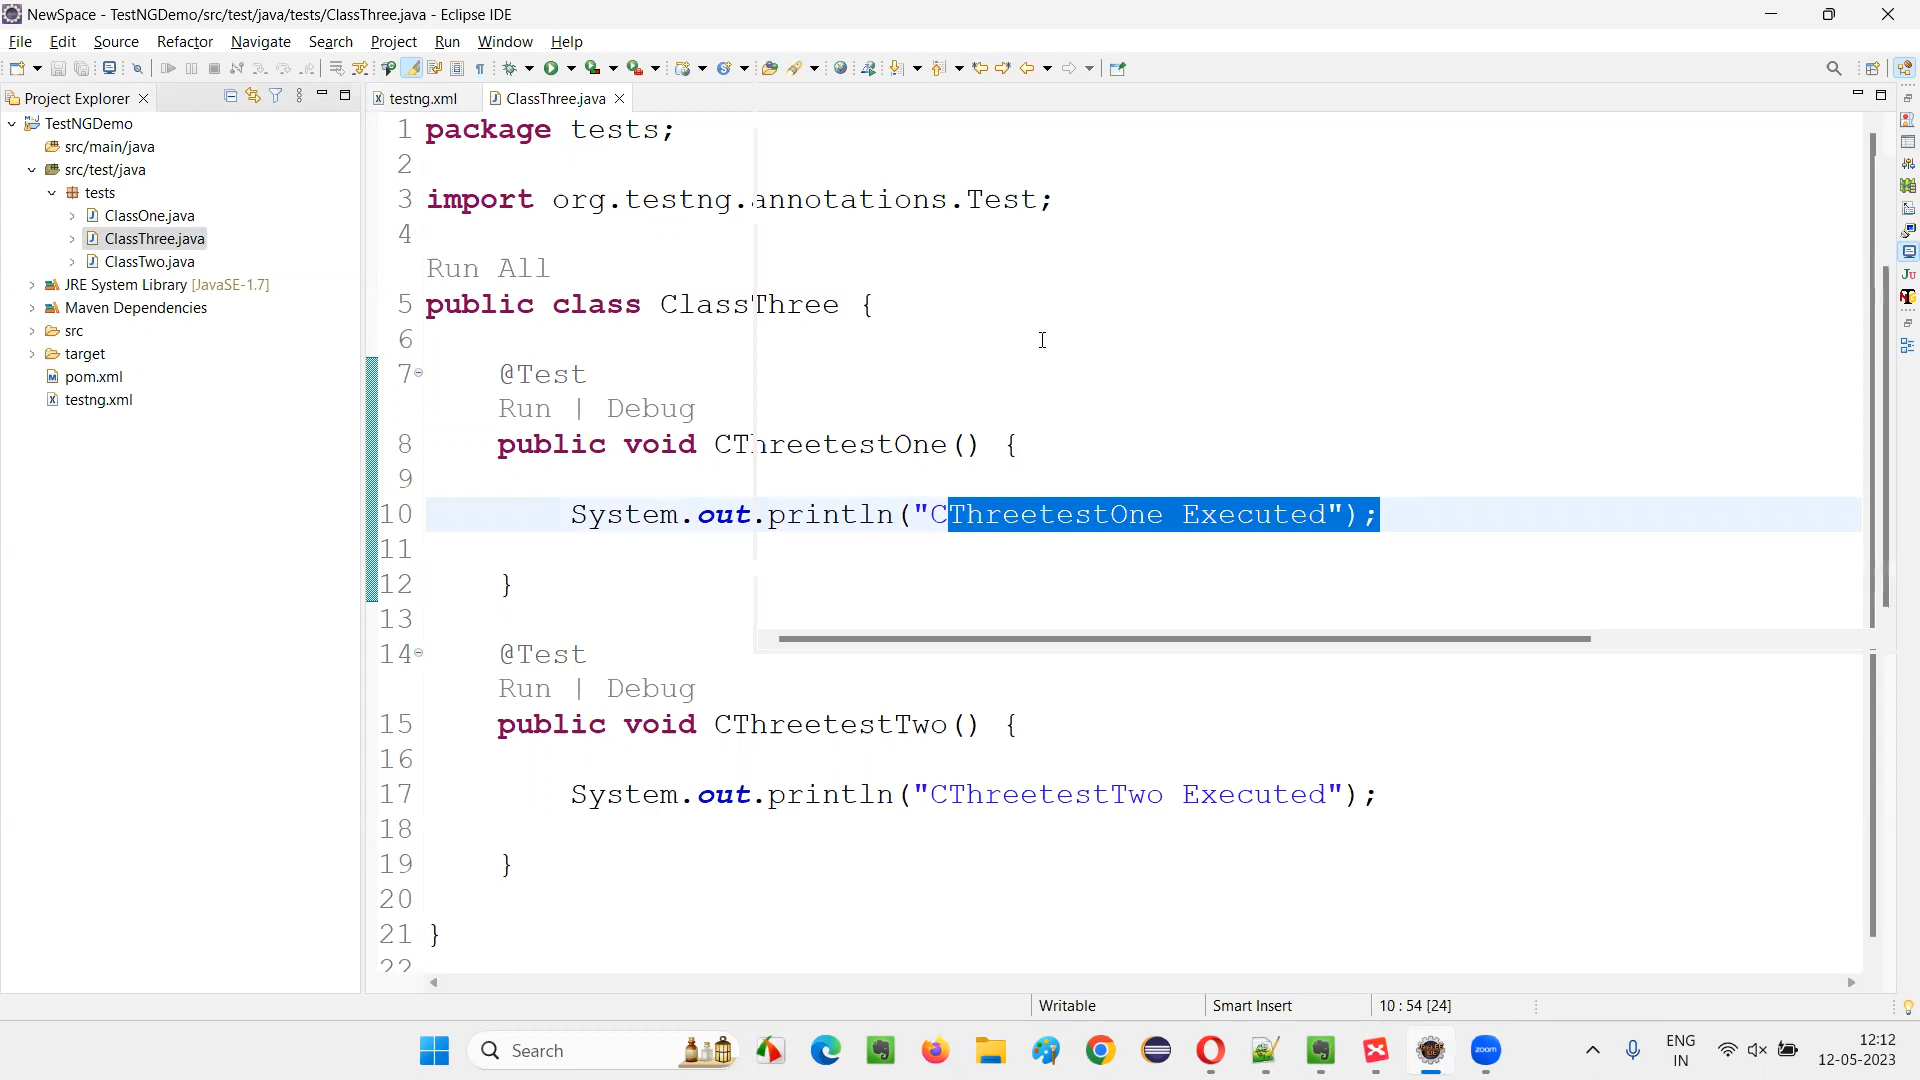 NewSpace - TestNGDemo/src/test/java/tests/ClassThree.java - Eclipse IDE
File Edit Source Refactor Navigate Search Project Run Window Help
Project Explorer
testng.xml
ClassThree.java
TestNGDemo
src/main/java
src/test/java
tests
ClassOne.java
ClassThree.java
ClassTwo.java
JRE System Library [JavaSE-1.7]
Maven Dependencies
src
target
pom.xml
testng.xml
1 package tests;
2
3 import org.testng.annotations.Test;
4
Run All
5 public class ClassThree {
6
7 @Test
Run | Debug
8 public void CThreetestOne() {
9
10 System.out.println("CThreetestOne Executed");
11
12 }
13
14 @Test
Run | Debug
15 public void CThreetestTwo() {
16
17 System.out.println("CThreetestTwo Executed");
18
19 }
20
21 }
22
Writable
Smart Insert
10 : 54 [24]
Search
zoom
ENG
IN
12:12
12-05-2023